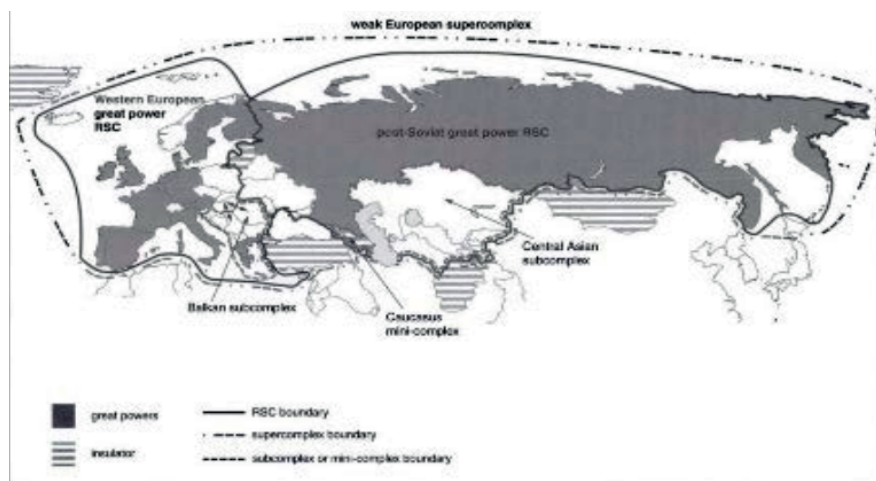 weak European supercomplex
Western European
great power
RSC
post-Soviet great power RSC
Central Asian
subcomplex
Balkan subcomplex
Caucasus
mini-complex
great powers
RSC boundary
supercomplex boundary
insulator
subcomplex or mini-complex boundary